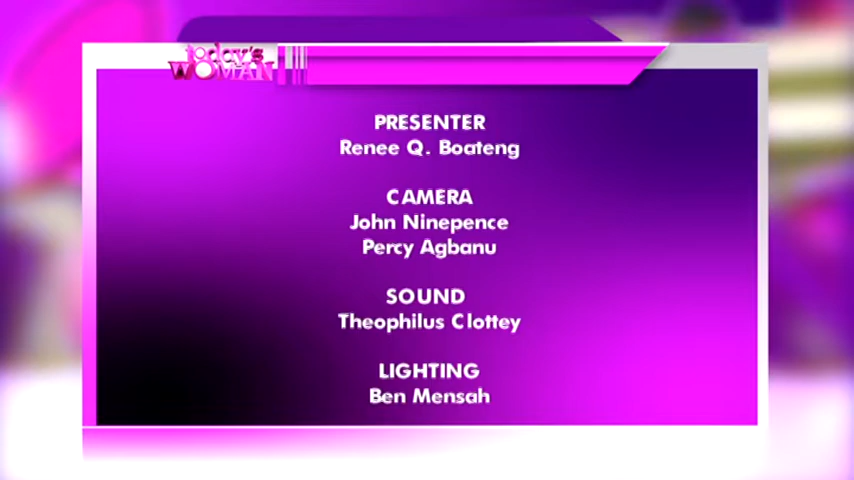 today's
WOMAN
PRESENTER
Renee Q. Boateng
CAMERA
John Ninepence
Percy Agbanu
SOUND
Theophilus Clottey
LIGHTING
Ben Mensah